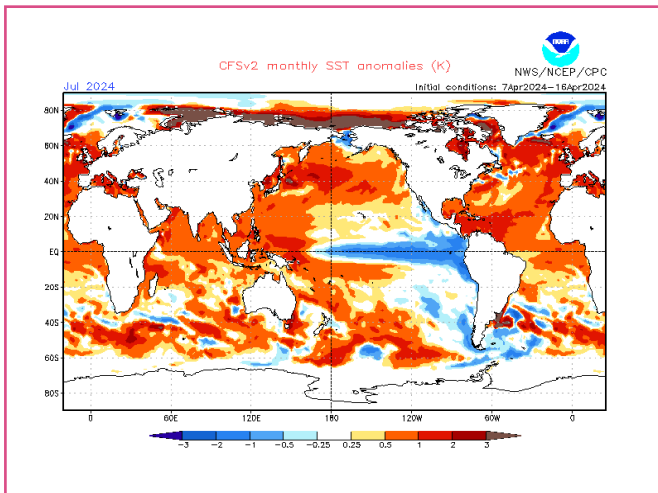 NOAA
CFSv2 monthly SST anomalies (K)
NWS/NCEP/CPC
Jul 2024
Initial conditions: 7Apr2024–16Apr2024
80N
60N
40N
20N
EQ
20S
40S
60S
80S
0 60E 120E 180 120W 60W 0
-3 -2 -1 -0.5 -0.25 0.25 0.5 1 2 3